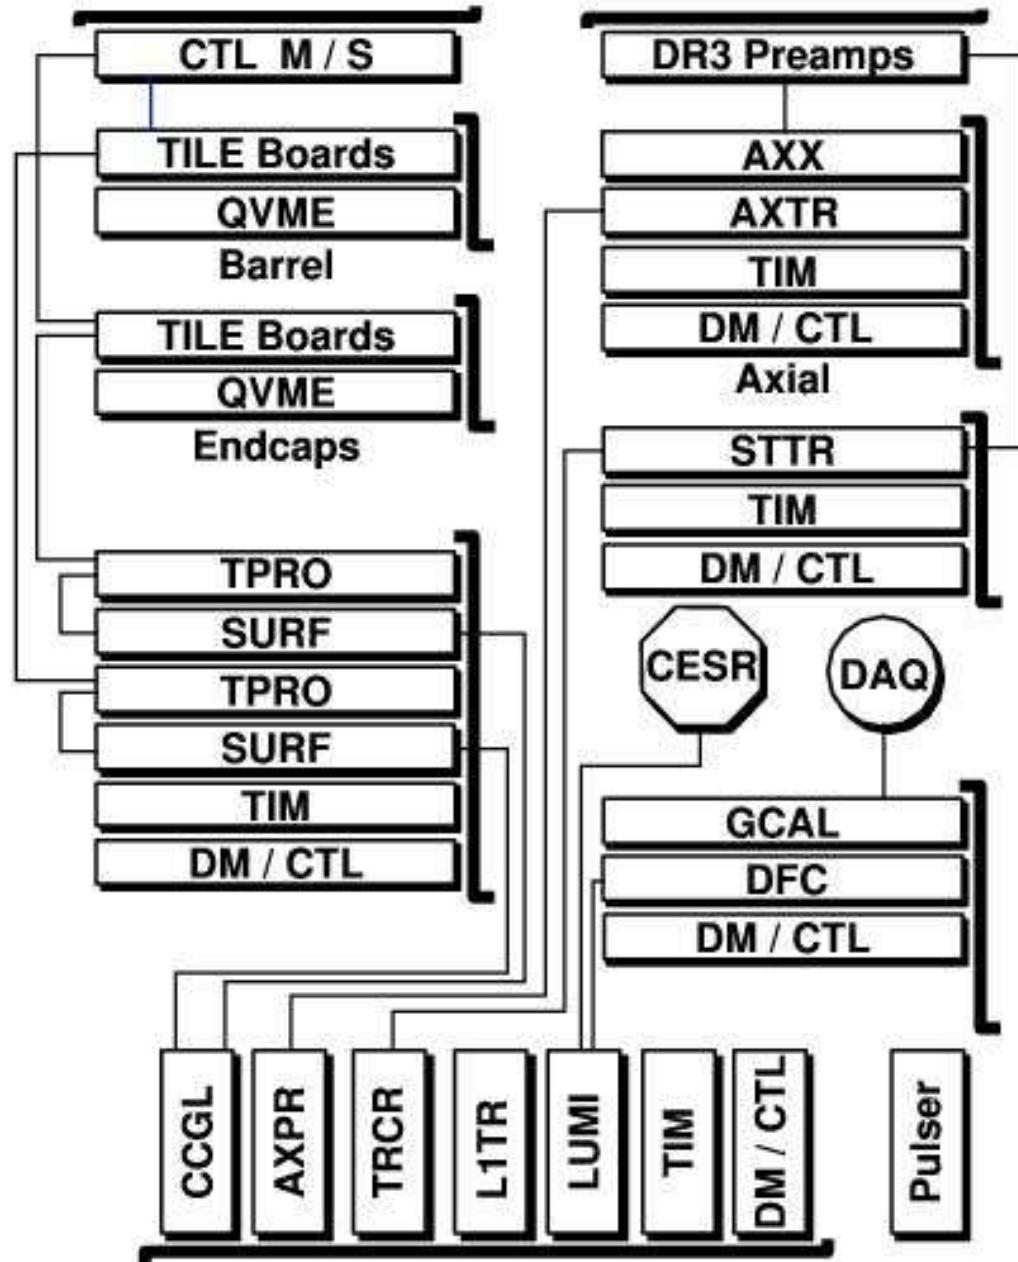 CTL M / S
TILE Boards
QVME
Barrel
TILE Boards
QVME
Endcaps
TPRO
SURF
TPRO
SURF
TIM
DM / CTL
DR3 Preamps
AXX
AXTR
TIM
DM / CTL
Axial
STTR
TIM
DM / CTL
CESR
DAQ
GCAL
DFC
DM / CTL
CCGL
AXPR
TRCR
L1TR
LUMI
TIM
DM / CTL
Pulser